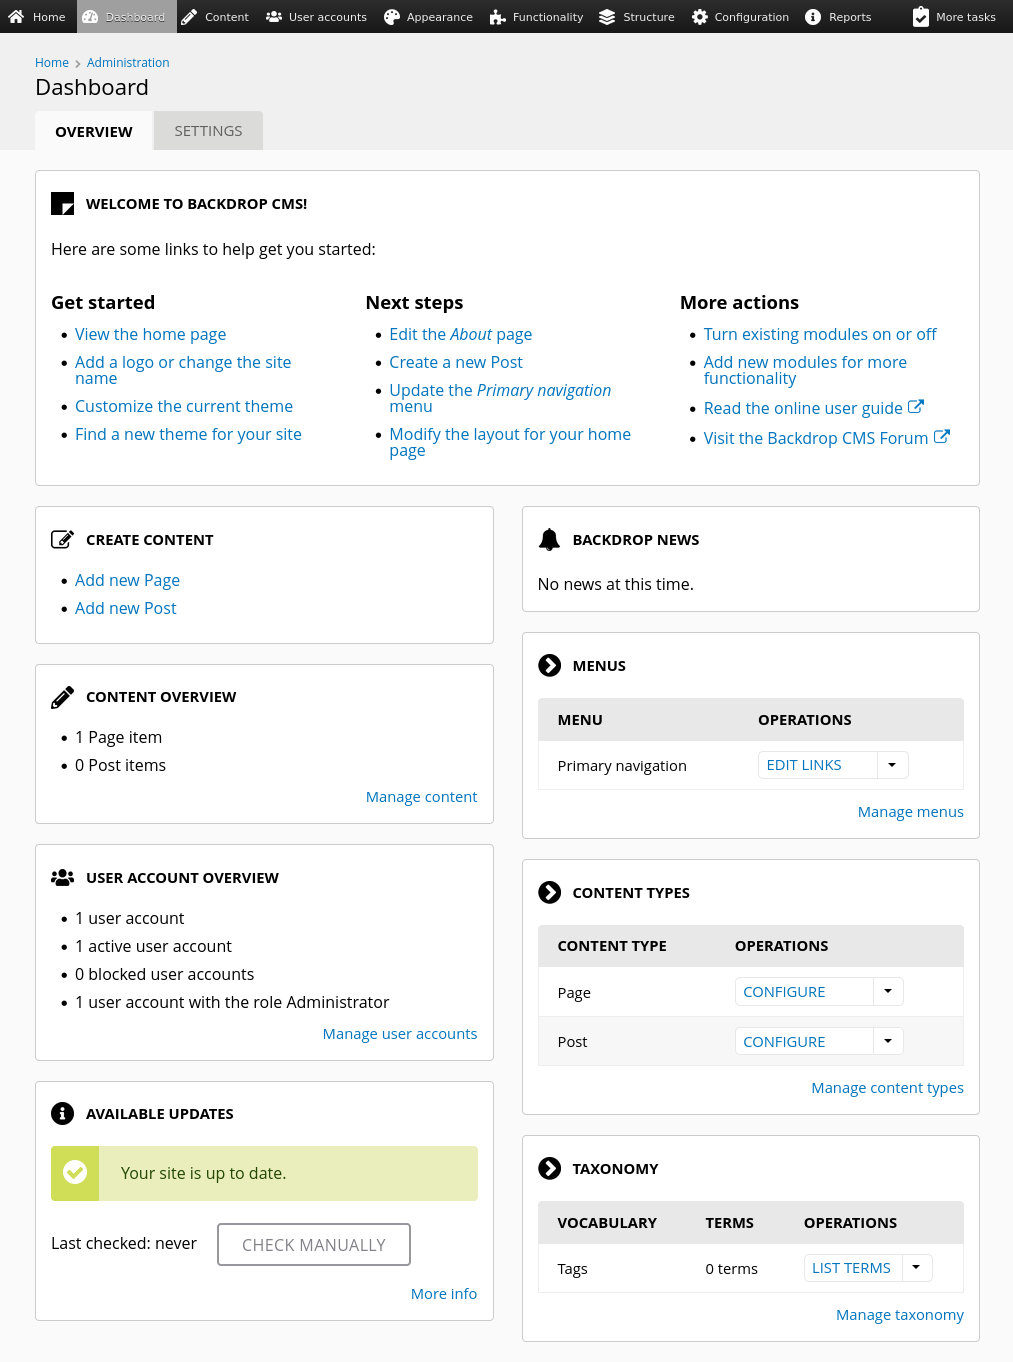 Home
Dashboard
Content
User accounts
Appearance
Functionality
Structure
Configuration
Reports
More tasks
Home
Administration
Dashboard
OVERVIEW
SETTINGS
WELCOME TO BACKDROP CMS!
Here are some links to help get you started:
Get started
View the home page
Add a logo or change the site
name
Customize the current theme
Find a new theme for your site
Next steps
Edit the About page
Create a new Post
Update the Primary navigation
menu
Modify the layout for your home
page
More actions
Turn existing modules on or off
Add new modules for more
functionality
Read the online user guide
Visit the Backdrop CMS Forum
CREATE CONTENT
Add new Page
Add new Post
CONTENT OVERVIEW
1 Page item
0 Post items
Manage content
USER ACCOUNT OVERVIEW
1 user account
1 active user account
0 blocked user accounts
1 user account with the role Administrator
Manage user accounts
AVAILABLE UPDATES
Your site is up to date.
Last checked: never
CHECK MANUALLY
More info
BACKDROP NEWS
No news at this time.
MENUS
MENU OPERATIONS
Primary navigation EDIT LINKS
Manage menus
CONTENT TYPES
CONTENT TYPE OPERATIONS
Page CONFIGURE
Post CONFIGURE
Manage content types
TAXONOMY
VOCABULARY TERMS OPERATIONS
Tags 0 terms LIST TERMS
Manage taxonomy